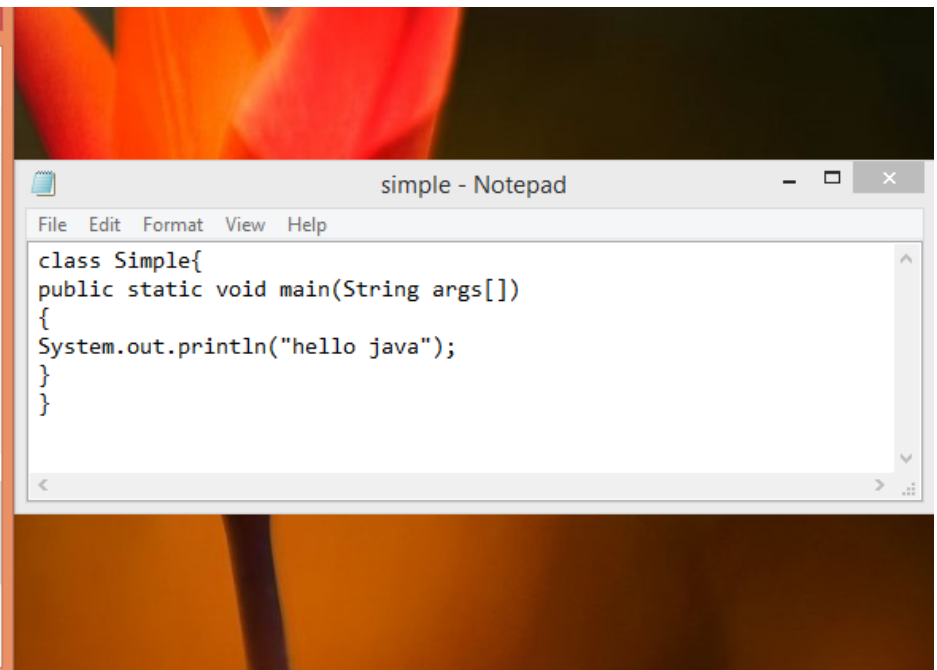 simple - Notepad
File Edit Format View Help
class Simple{
public static void main(String args[])
{
System.out.println("hello java");
}
}